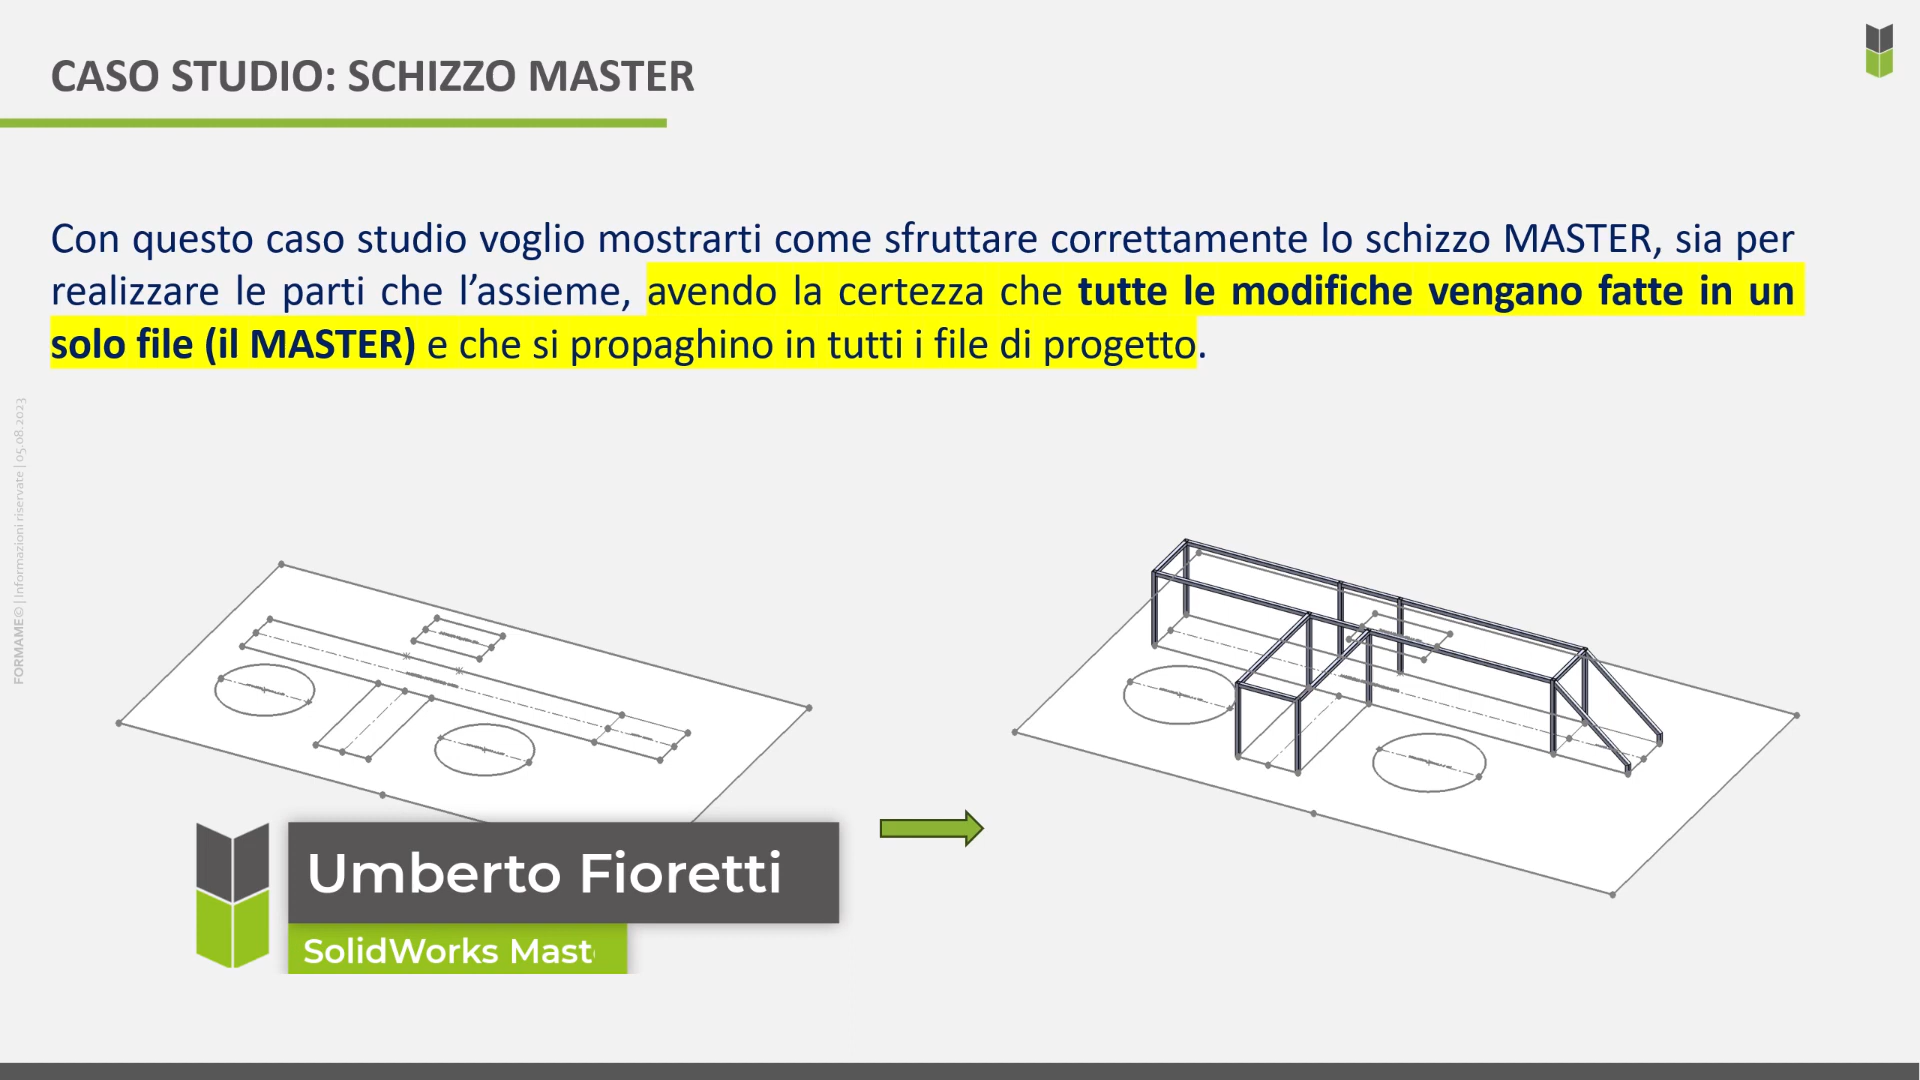 CASO STUDIO: SCHIZZO MASTER
Con questo caso studio voglio mostrarti come sfruttare correttamente lo schizzo MASTER, sia per
realizzare le parti che l’assieme, avendo la certezza che tutte le modifiche vengano fatte in un
solo file (il MASTER) e che si propaghino in tutti i file di progetto.
FORMAME© | Informazioni riservate | 05.08.2023
Umberto Fioretti
SolidWorks Mast